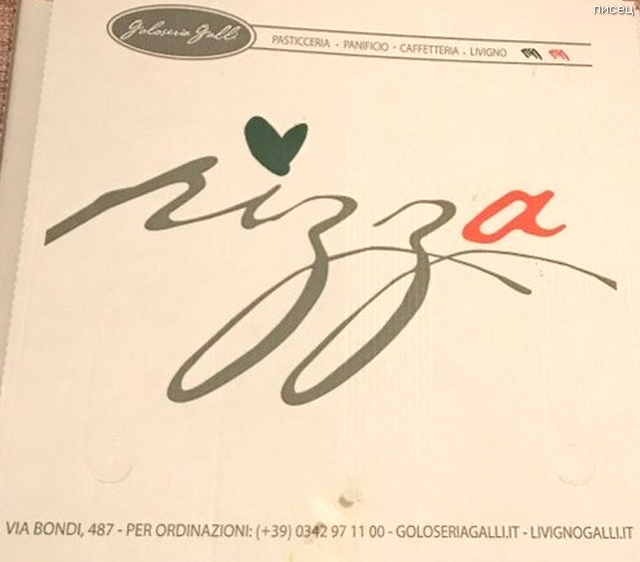 писец
Goloseria Galli
PASTICCERIA - PANIFICIO - CAFFETTERIA - LIVIGNO
pizza
VIA BONDI, 487 - PER ORDINAZIONI: (+39) 0342 97 11 00 - GOLOSERIAGALLI.IT - LIVIGNOGALLI.IT